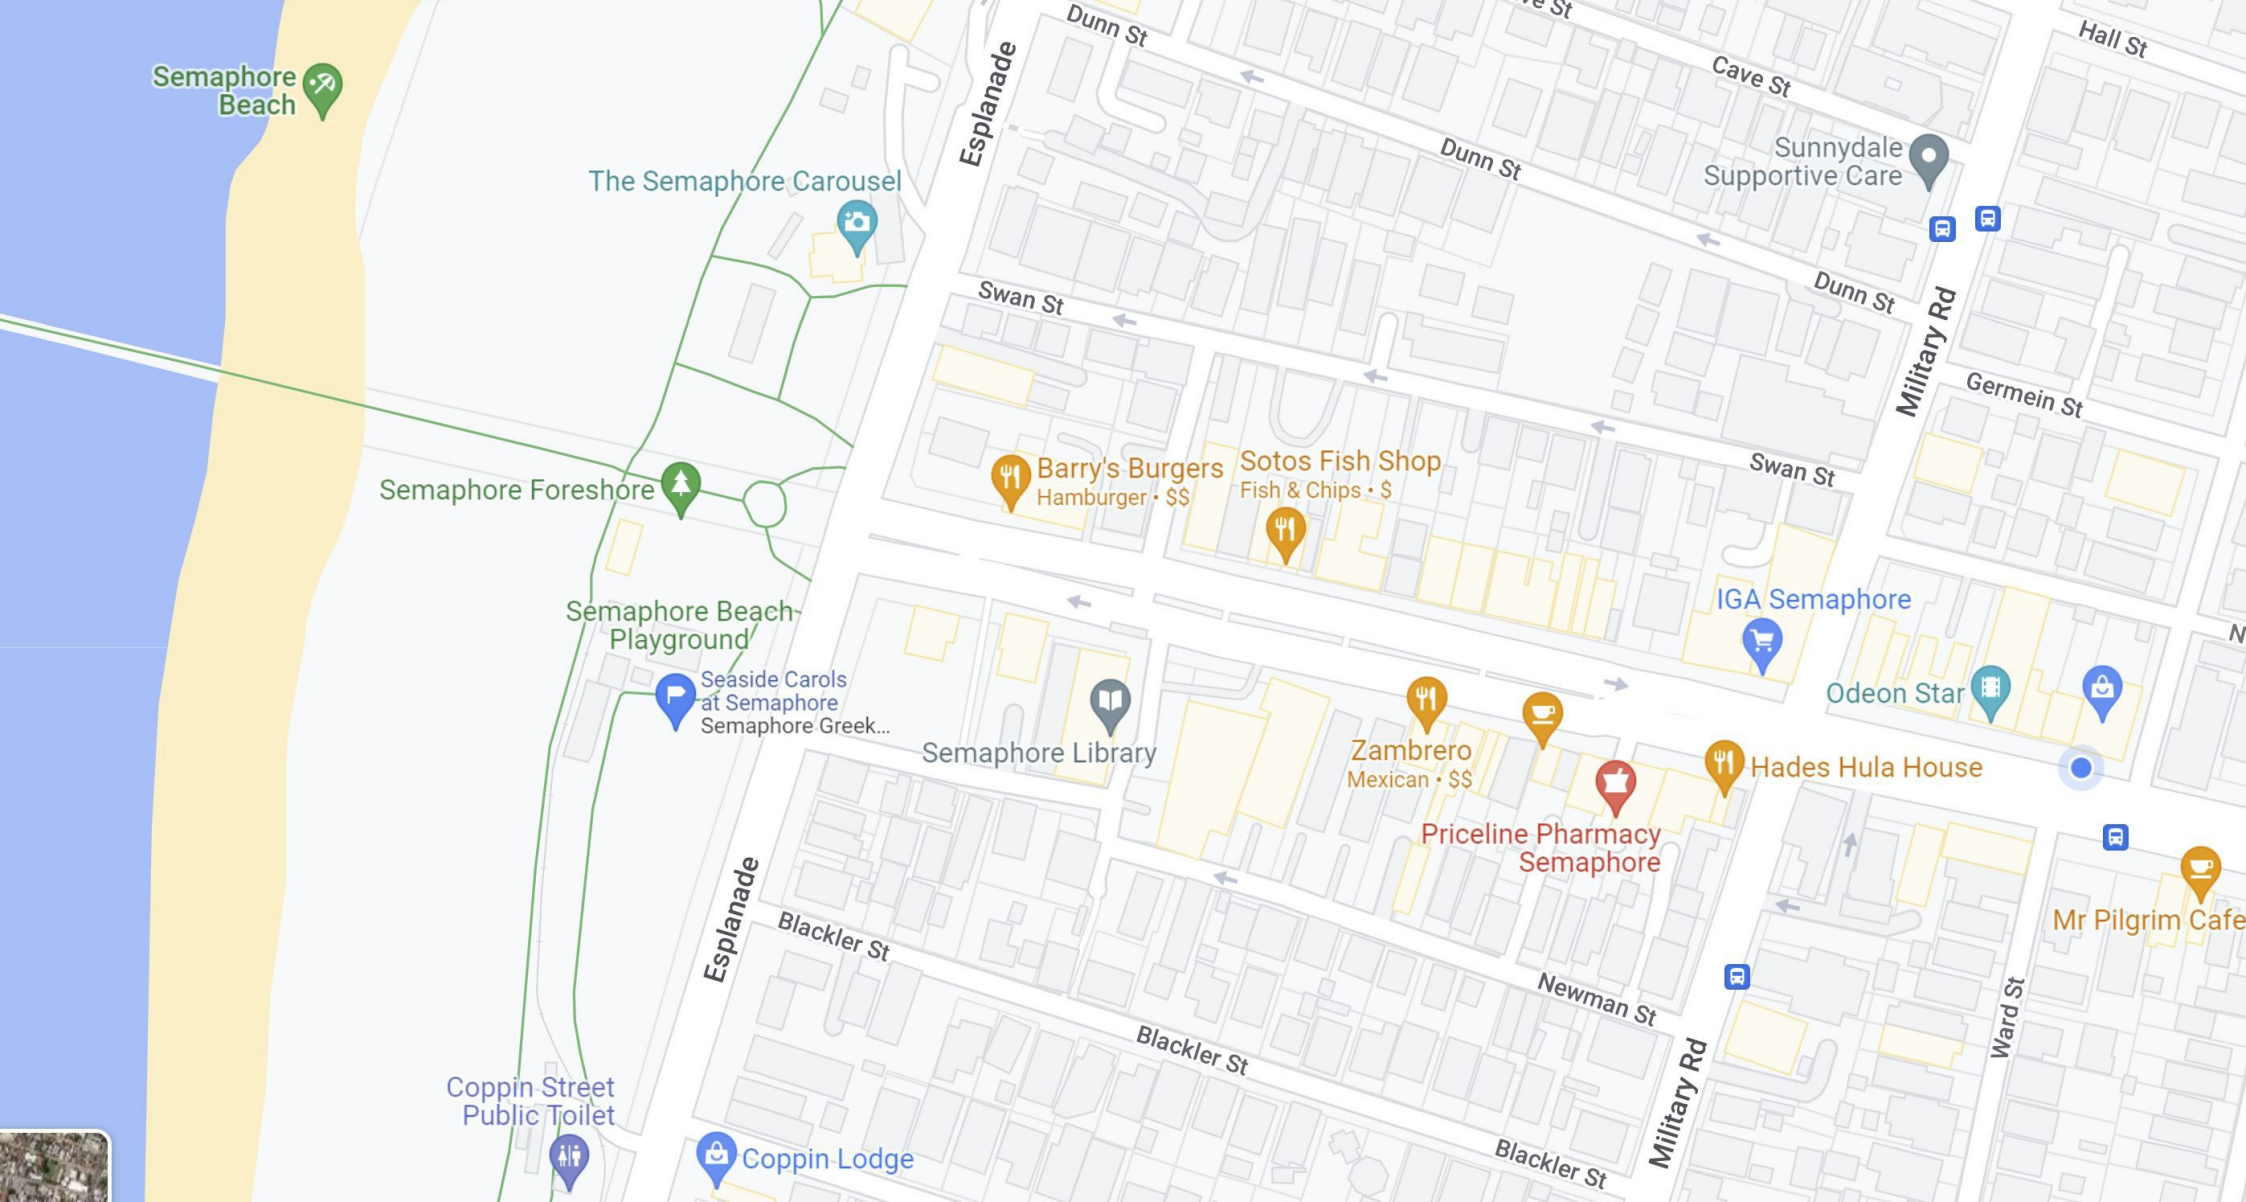 ve St
Dunn St
Hall St
Cave St
Esplanade
Semaphore
Beach
Dunn St
Sunnydale
Supportive Care
The Semaphore Carousel
Swan St
Dunn St
Military Rd
Germein St
Barry's Burgers
Hamburger • $$
Sotos Fish Shop
Fish & Chips • $
Swan St
Semaphore Foreshore
IGA Semaphore
Semaphore Beach
Playground
N
Seaside Carols
at Semaphore
Semaphore Greek...
Odeon Star
Semaphore Library
Zambrero
Mexican • $$
Hades Hula House
Priceline Pharmacy
Semaphore
Esplanade
Blackler St
Mr Pilgrim Cafe
Newman St
Ward St
Blackler St
Military Rd
Coppin Street
Public Toilet
Coppin Lodge
Blackler St